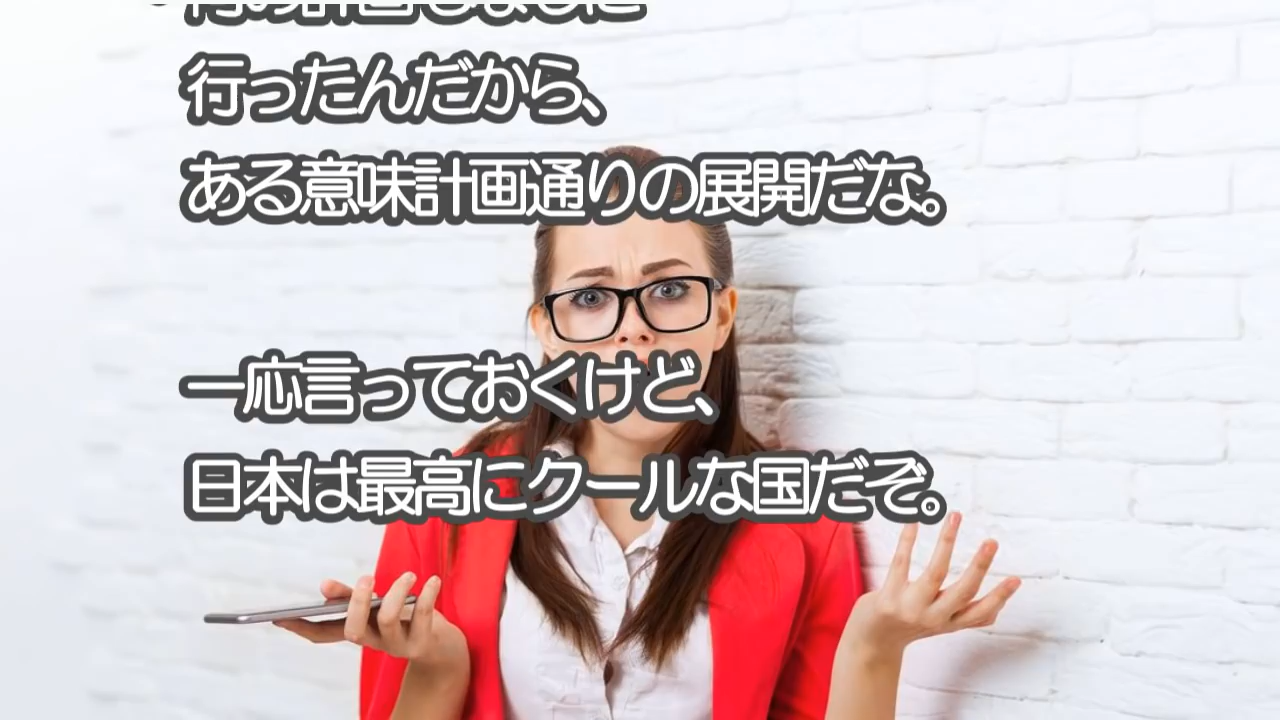 行ったんだから、
ある意味計画通りの展開だな。
一応言っておくけど、
日本は最高にクールな国だぞ。